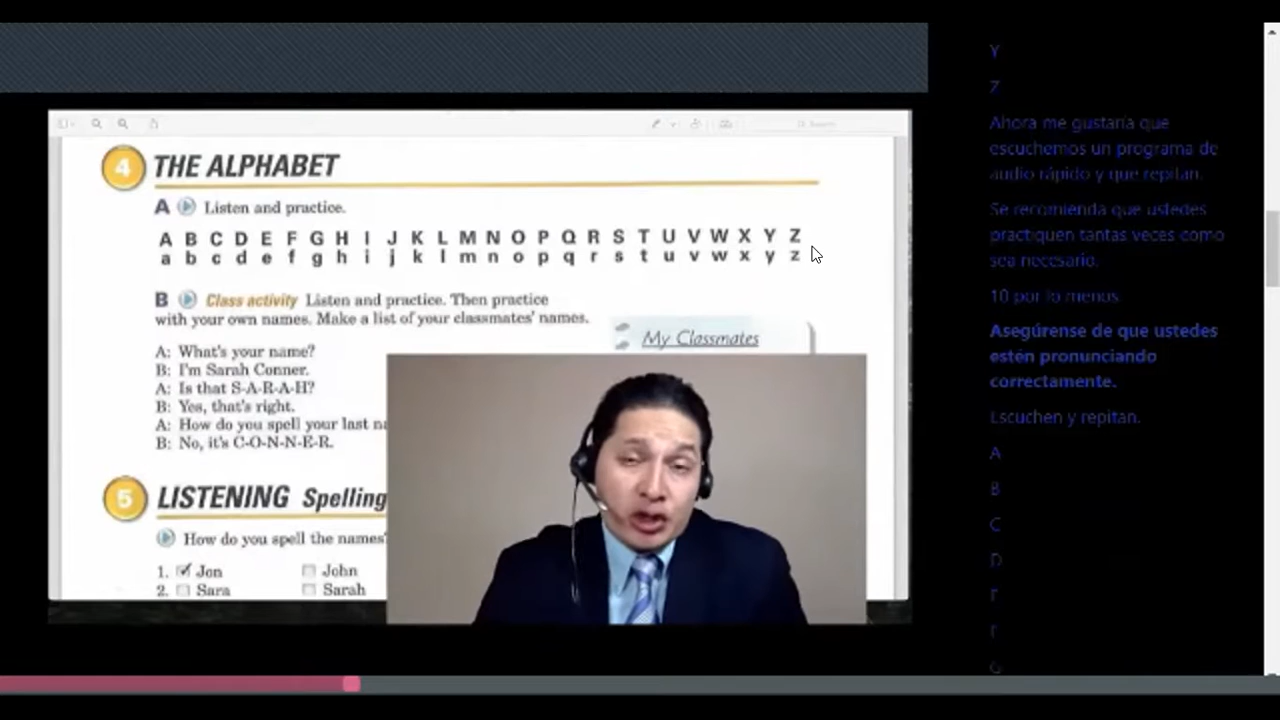 4 THE ALPHABET
A Listen and practice.
A B C D E F G H I J K L M N O P Q R S T U V W X Y Z
a b c d e f g h i j k l m n o p q r s t u v w x y z
B Class activity Listen and practice. Then practice
with your own names. Make a list of your classmates' names.
My Classmates
A: What's your name?
B: I'm Sarah Conner.
A: Is that S-A-R-A-H?
B: Yes, that's right.
A: How do you spell your last na
B: No, it's C-O-N-N-E-R.
5 LISTENING Spelling
How do you spell the names?
1. Jon John
2. Sara Sarah
Y
Z
Ahora me gustaría que
escuchemos un programa de
audio rápido y que repitan.
Se recomienda que ustedes
practiquen tantas veces como
sea necesario.
10 por lo menos.
Asegúrense de que ustedes
estén pronunciando
correctamente.
Escuchen y repitan.
A
B
C
D